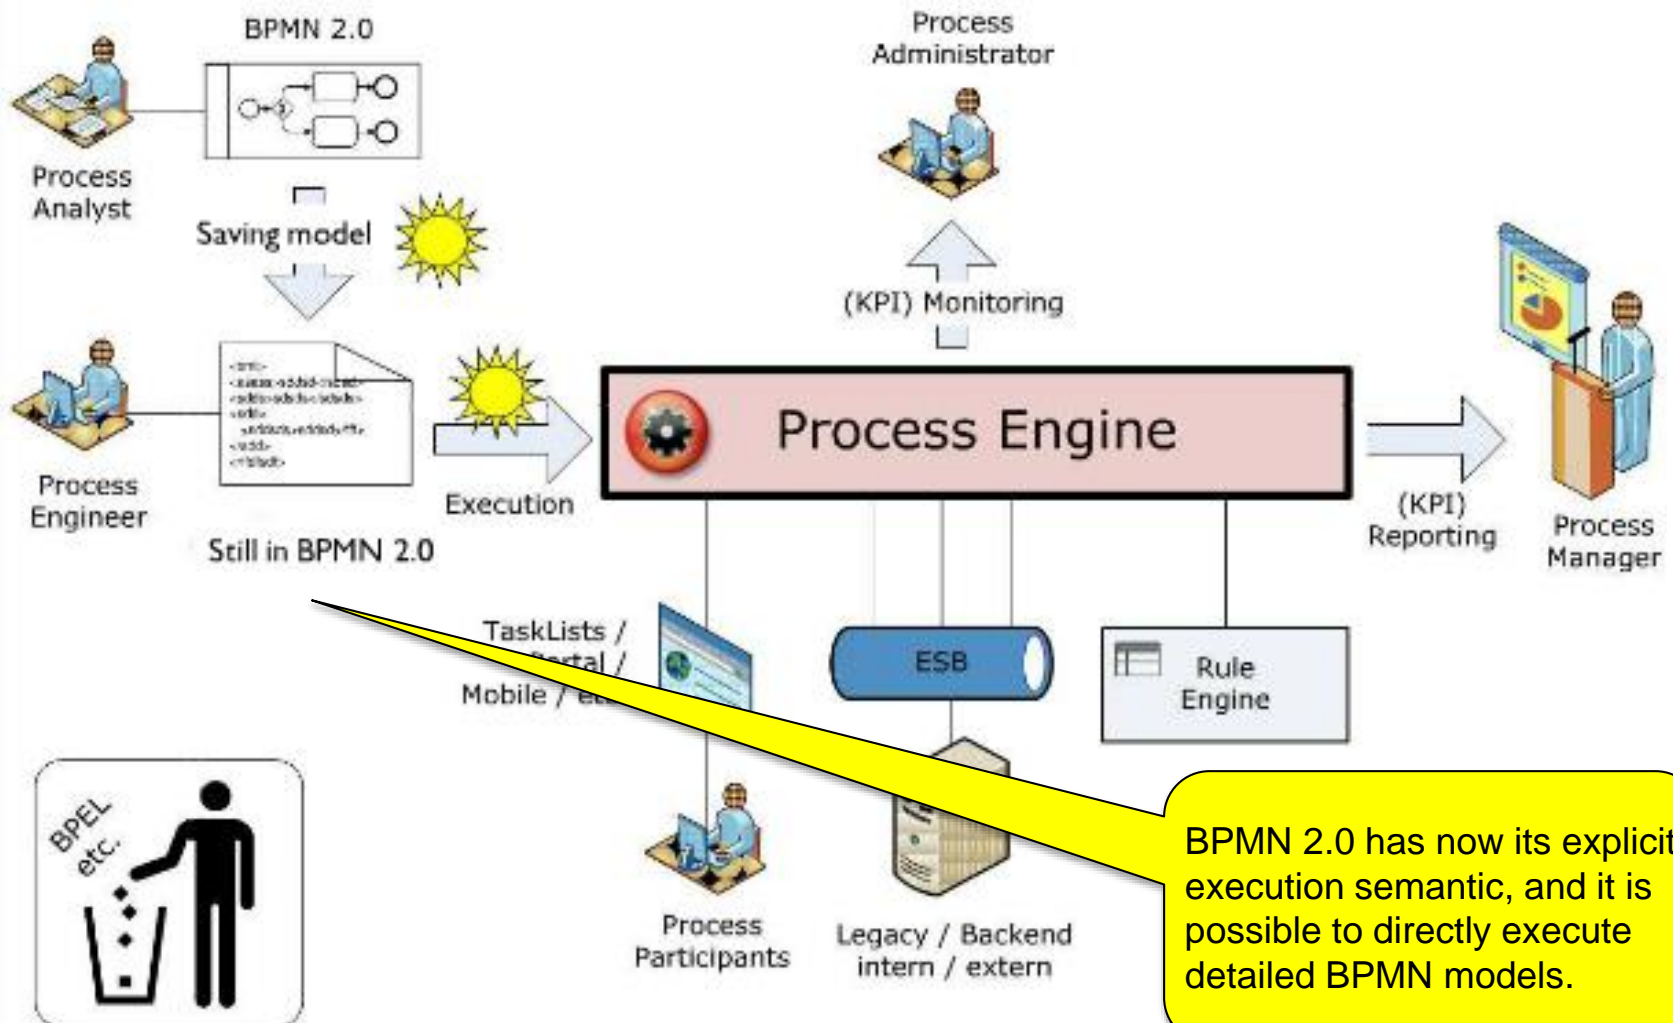 BPMN 2.0
Process
Analyst
Saving model
Process
Engineer
Still in BPMN 2.0
Execution
Process
Administrator
(KPI) Monitoring
Process Engine
(KPI)
Reporting
Process
Manager
TaskLists /
Portal /
Mobile /
ESB
Rule
Engine
Process
Participants
Legacy / Backend
intern / extern
BPEL
etc.
BPMN 2.0 has now its explicit
execution semantic, and it is
possible to directly execute
detailed BPMN models.